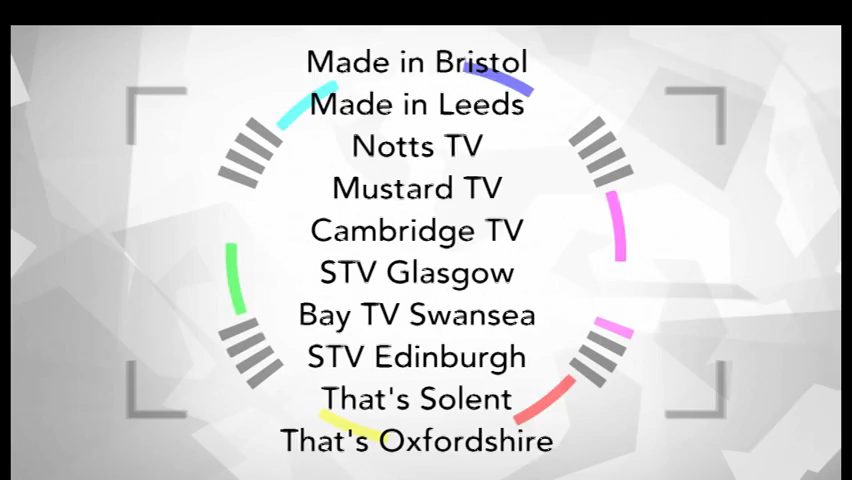 Made in Bristol
Made in Leeds
Notts TV
Mustard TV
Cambridge TV
STV Glasgow
Bay TV Swansea
STV Edinburgh
That's Solent
That's Oxfordshire